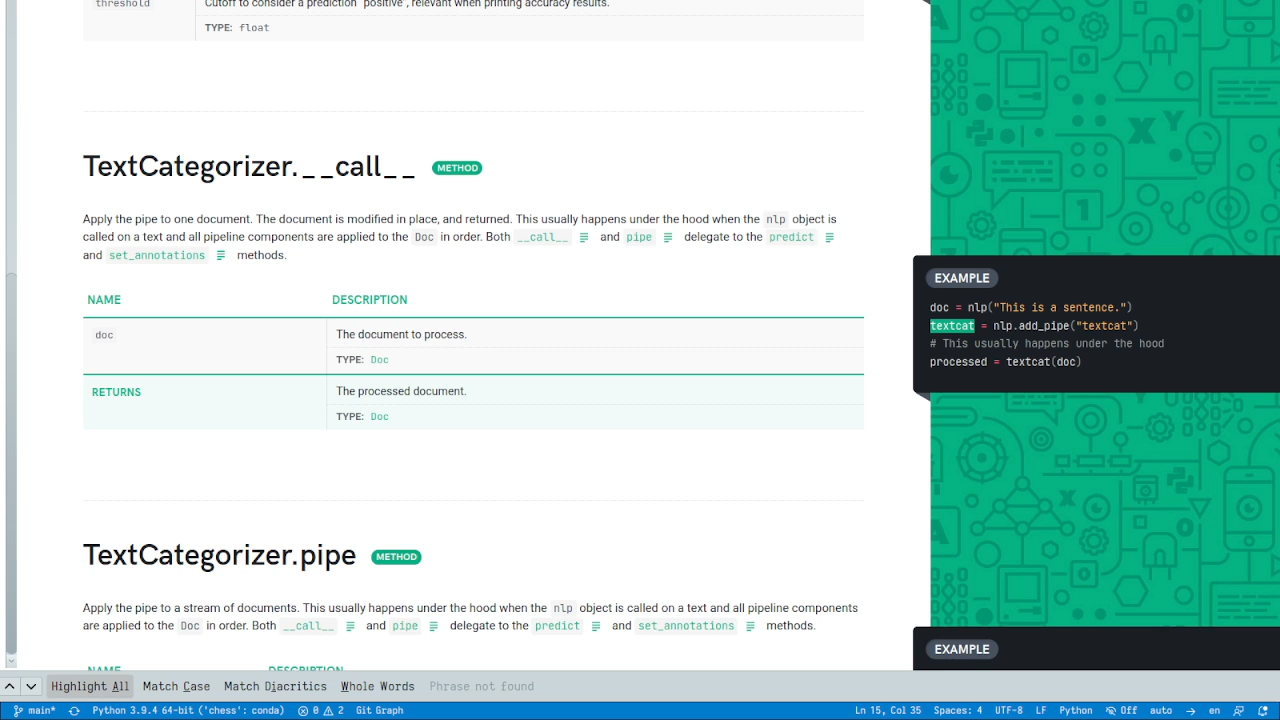 threshold
Cutoff to consider a prediction "positive", relevant when printing accuracy results.
TYPE: float
TextCategorizer.__call__ METHOD
Apply the pipe to one document. The document is modified in place, and returned. This usually happens under the hood when the nlp object is
called on a text and all pipeline components are applied to the Doc in order. Both __call__ and pipe delegate to the predict
and set_annotations methods.
NAME DESCRIPTION
doc The document to process.
TYPE: Doc
RETURNS The processed document.
TYPE: Doc
EXAMPLE
doc = nlp("This is a sentence.")
textcat = nlp.add_pipe("textcat")
# This usually happens under the hood
processed = textcat(doc)
TextCategorizer.pipe METHOD
Apply the pipe to a stream of documents. This usually happens under the hood when the nlp object is called on a text and all pipeline components
are applied to the Doc in order. Both __call__ and pipe delegate to the predict and set_annotations methods.
NAME DESCRIPTION
EXAMPLE
Highlight All Match Case Match Diacritics Whole Words Phrase not found
main* Python 3.9.4 64-bit ('chess': conda) 0 2 Git Graph Ln 15, Col 35 Spaces: 4 UTF-8 LF Python Off auto en